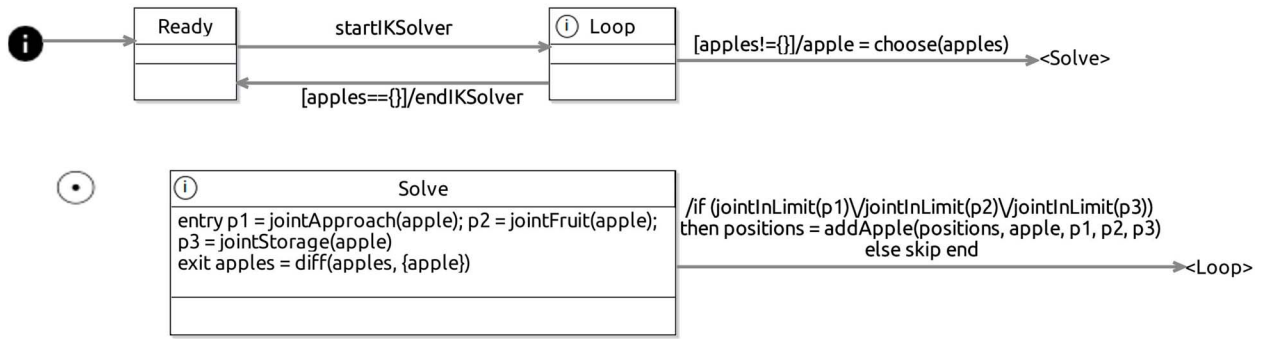 i
Ready
startIKSolver
i Loop
[apples!={}]/apple = choose(apples)
<Solve>
[apples=={}]/endIKSolver
i
Solve
entry p1 = jointApproach(apple); p2 = jointFruit(apple);
p3 = jointStorage(apple)
exit apples = diff(apples, {apple})
/if (jointInLimit(p1)\/jointInLimit(p2)\/jointInLimit(p3))
then positions = addApple(positions, apple, p1, p2, p3)
else skip end
<Loop>